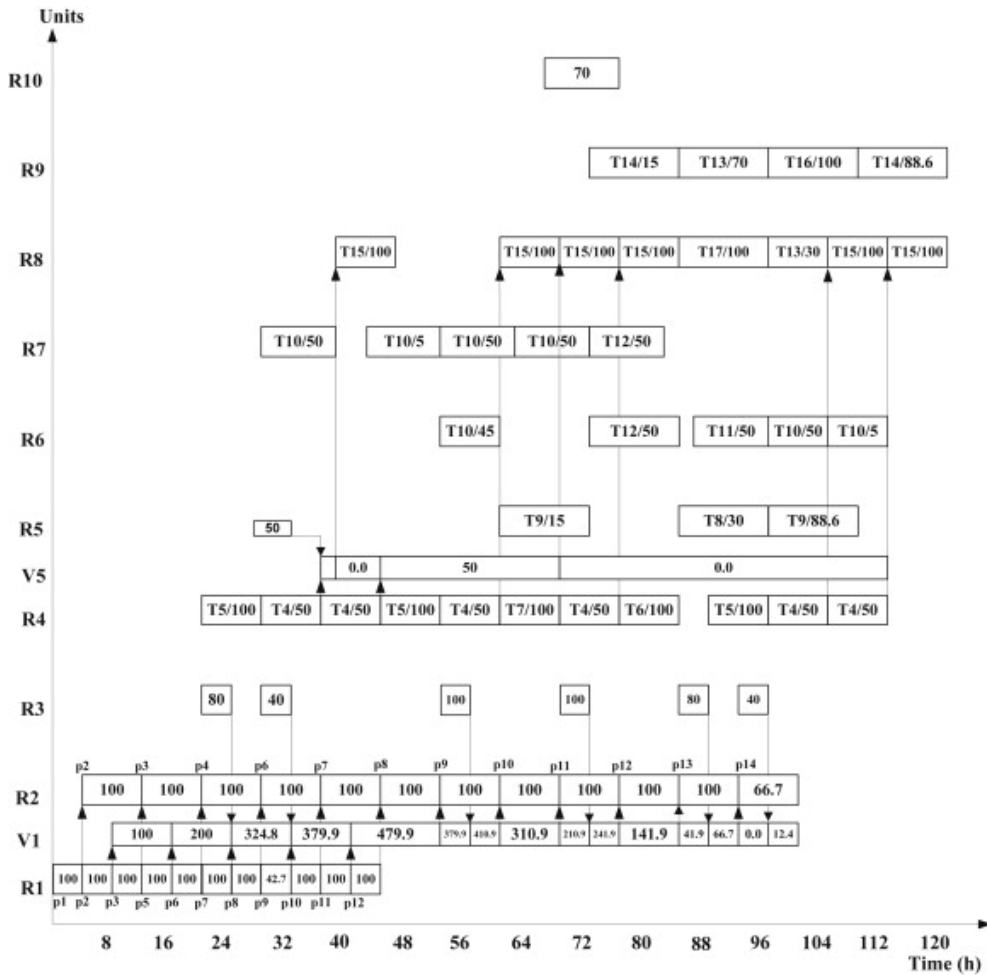 Units
R10 70
R9 T14/15 T13/70 T16/100 T14/88.6
R8 T15/100 T15/100 T15/100 T15/100 T17/100 T13/30 T15/100 T15/100
R7 T10/50 T10/5 T10/50 T10/50 T12/50
R6 T10/45 T12/50 T11/50 T10/50 T10/5
R5 50 T9/15 T8/30 T9/88.6
V5 0.0 50 0.0
R4 T5/100 T4/50 T4/50 T5/100 T4/50 T7/100 T4/50 T6/100 T5/100 T4/50 T4/50
R3 80 40 100 100 80 40
p2 p3 p4 p6 p7 p8 p9 p10 p11 p12 p13 p14
R2 100 100 100 100 100 100 100 100 100 100 100 66.7
V1 100 200 324.8 379.9 479.9 379.9 410.9 310.9 210.9 241.9 141.9 41.9 66.7 0.0 12.4
R1 100 100 100 100 100 100 100 42.7 100 100 100
p1 p2 p3 p5 p6 p7 p8 p9 p10 p11 p12
8 16 24 32 40 48 56 64 72 80 88 96 104 112 120
Time (h)